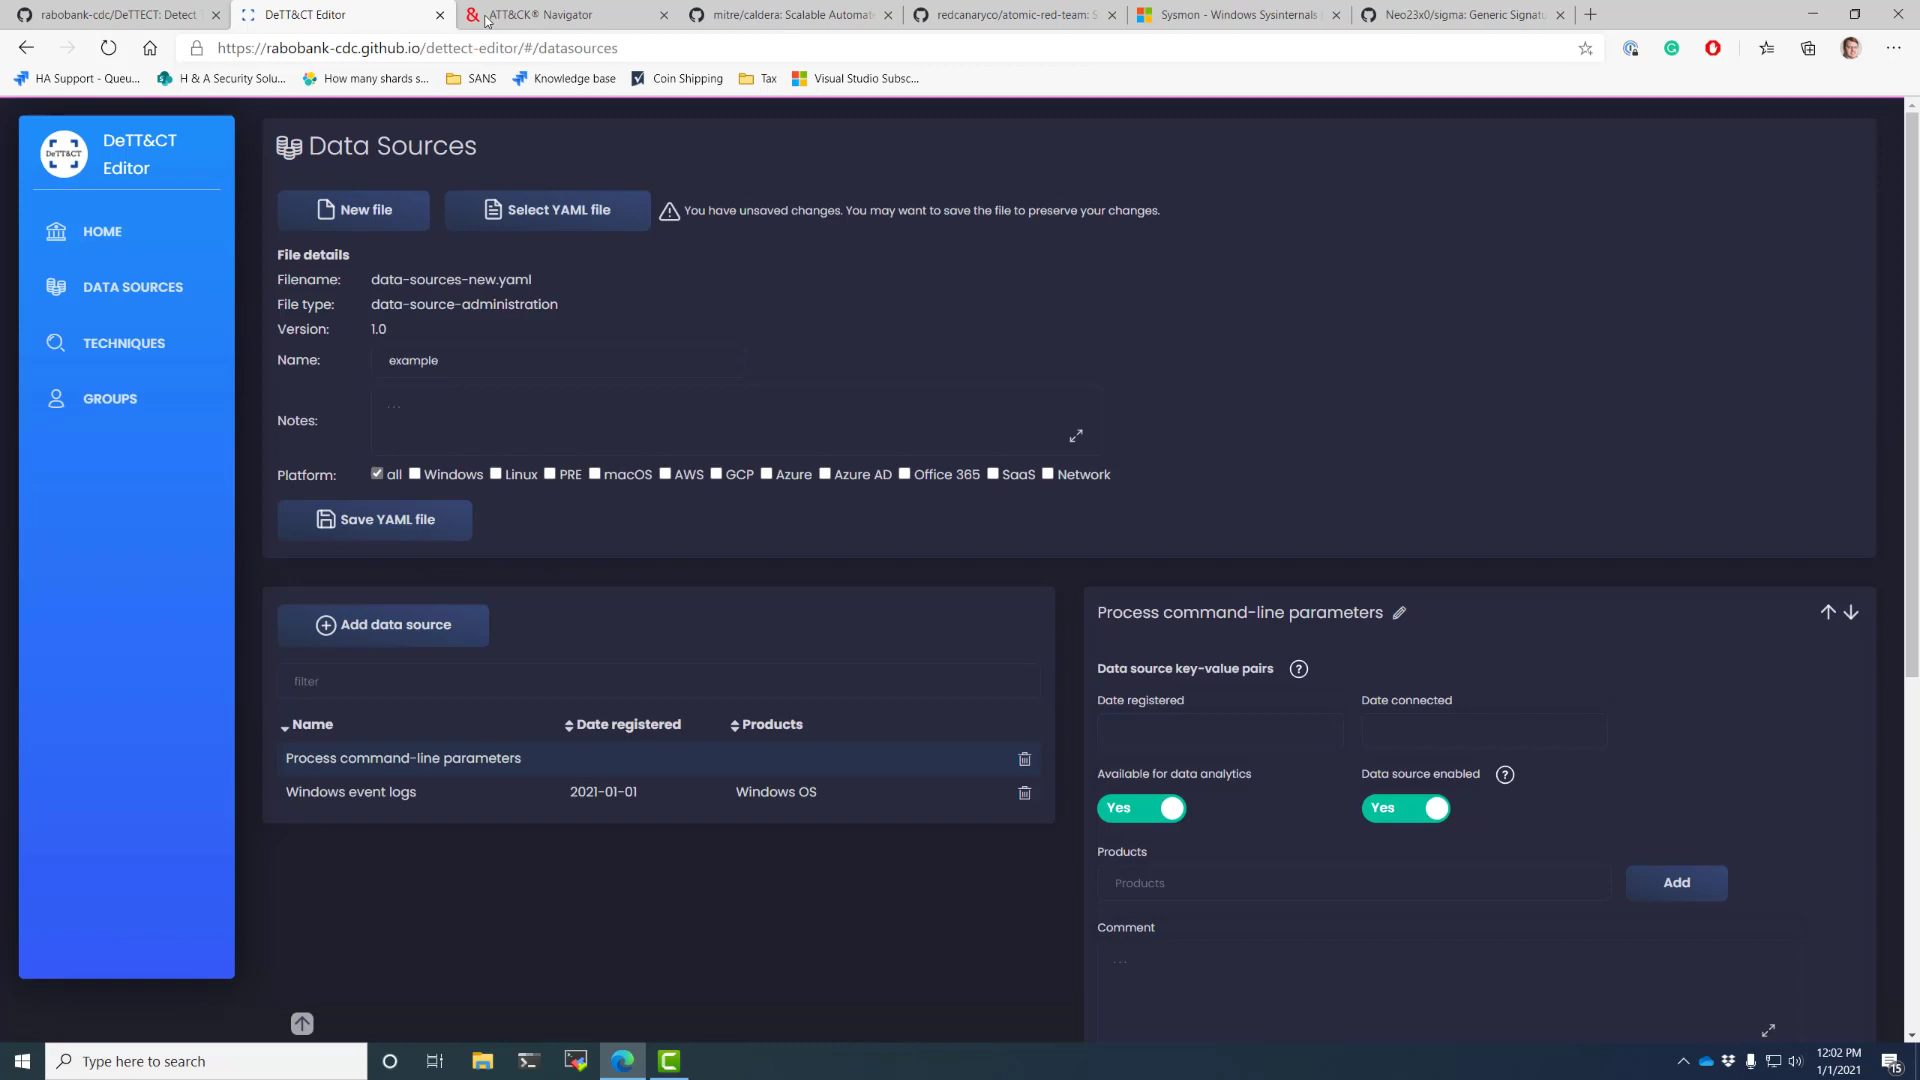 rabobank-cdc/DeTTECT: Detect T
DeTT&CT Editor
ATT&CK® Navigator
mitre/caldera: Scalable Automat
redcanaryco/atomic-red-team: S
Sysmon - Windows Sysinternals
Neo23x0/sigma: Generic Signatu
https://rabobank-cdc.github.io/dettect-editor/#/datasources
HA Support - Queu...
H & A Security Solu...
How many shards s...
SANS
Knowledge base
Coin Shipping
Tax
Visual Studio Subsc...
DeTT&CT
DeTT&CT
Editor
HOME
DATA SOURCES
TECHNIQUES
GROUPS
Data Sources
New file
Select YAML file
You have unsaved changes. You may want to save the file to preserve your changes.
File details
Filename: data-sources-new.yaml
File type: data-source-administration
Version: 1.0
Name: example
Notes: ...
Platform: all Windows Linux PRE macOS AWS GCP Azure Azure AD Office 365 SaaS Network
Save YAML file
Add data source
filter
Name Date registered Products
Process command-line parameters
Windows event logs 2021-01-01 Windows OS
Process command-line parameters
Data source key-value pairs ?
Date registered Date connected
Available for data analytics Data source enabled ?
Yes Yes
Products
Products
Add
Comment
...
Type here to search
12:02 PM
1/1/2021
15